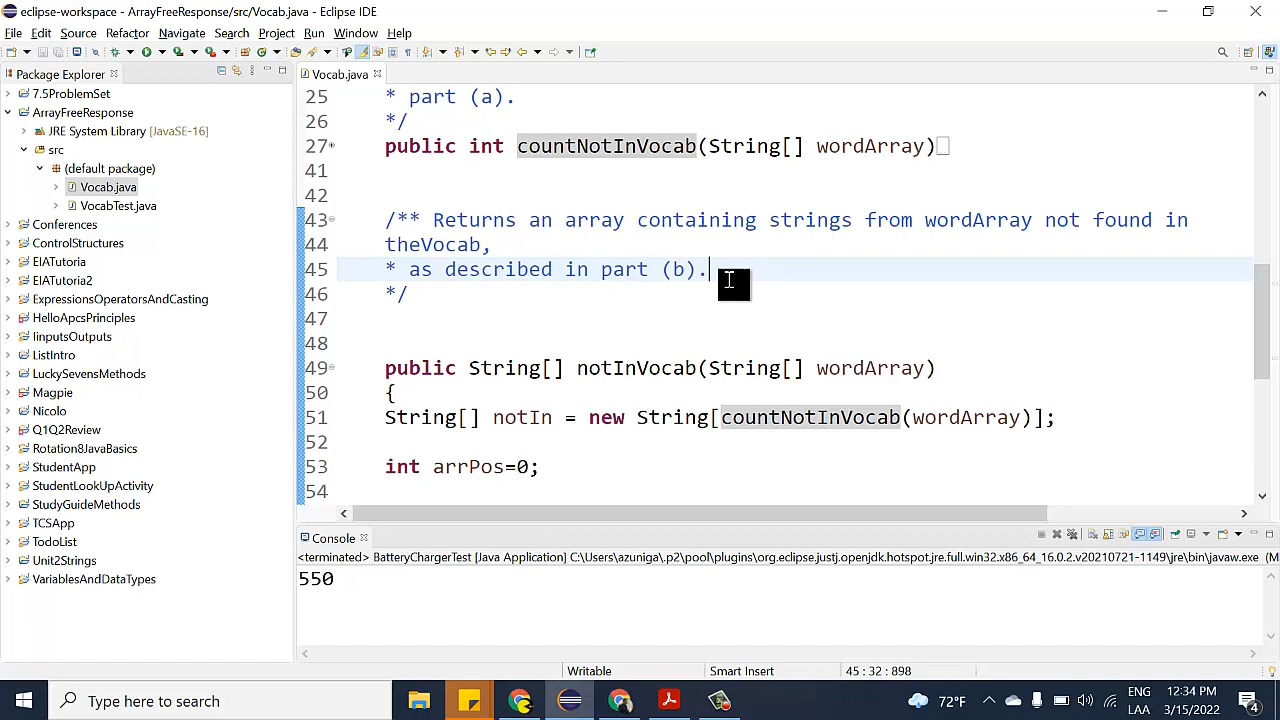 eclipse-workspace - ArrayFreeResponse/src/Vocab.java - Eclipse IDE
File Edit Source Refactor Navigate Search Project Run Window Help
Package Explorer
7.5ProblemSet
ArrayFreeResponse
JRE System Library [JavaSE-16]
src
(default package)
Vocab.java
VocabTest.java
Conferences
ControlStructures
EIATutoria
EIATutoria2
ExpressionsOperatorsAndCasting
HelloApcsPrinciples
IinputsOutputs
ListIntro
LuckySevensMethods
Magpie
Nicolo
Q1Q2Review
Rotation8JavaBasics
StudentApp
StudentLookUpActivity
StudyGuideMethods
TCSApp
TodoList
Unit2Strings
VariablesAndDataTypes
Vocab.java
25 * part (a).
26 */
27 public int countNotInVocab(String[] wordArray)
41
42
43 /** Returns an array containing strings from wordArray not found in
44 theVocab,
45 * as described in part (b).
46 */
47
48
49 public String[] notInVocab(String[] wordArray)
50 {
51 String[] notIn = new String[countNotInVocab(wordArray)];
52
53 int arrPos=0;
54
Console
<terminated> BatteryChargerTest [Java Application] C:\Users\azuniga\.p2\pool\plugins\org.eclipse.justj.openjdk.hotspot.jre.full.win32.x86_64_16.0.2.v20210721-1149\jre\bin\javaw.exe (M
550
Writable Smart Insert 45 : 32 : 898
Type here to search
72°F
ENG
LAA
12:34 PM
3/15/2022
4